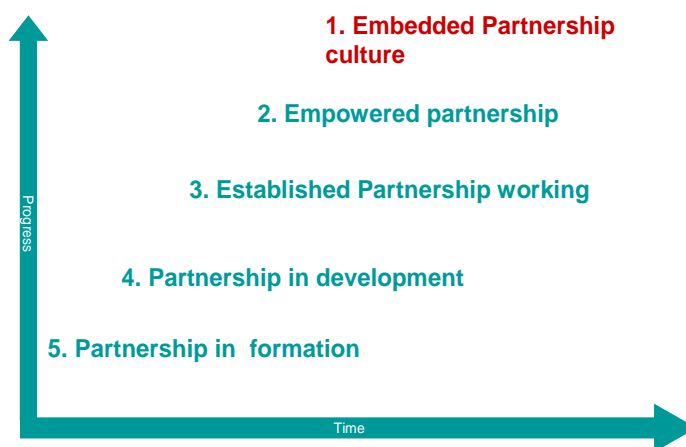 1. Embedded Partnership
culture
2. Empowered partnership
3. Established Partnership working
Progress
4. Partnership in development
5. Partnership in  formation
Time